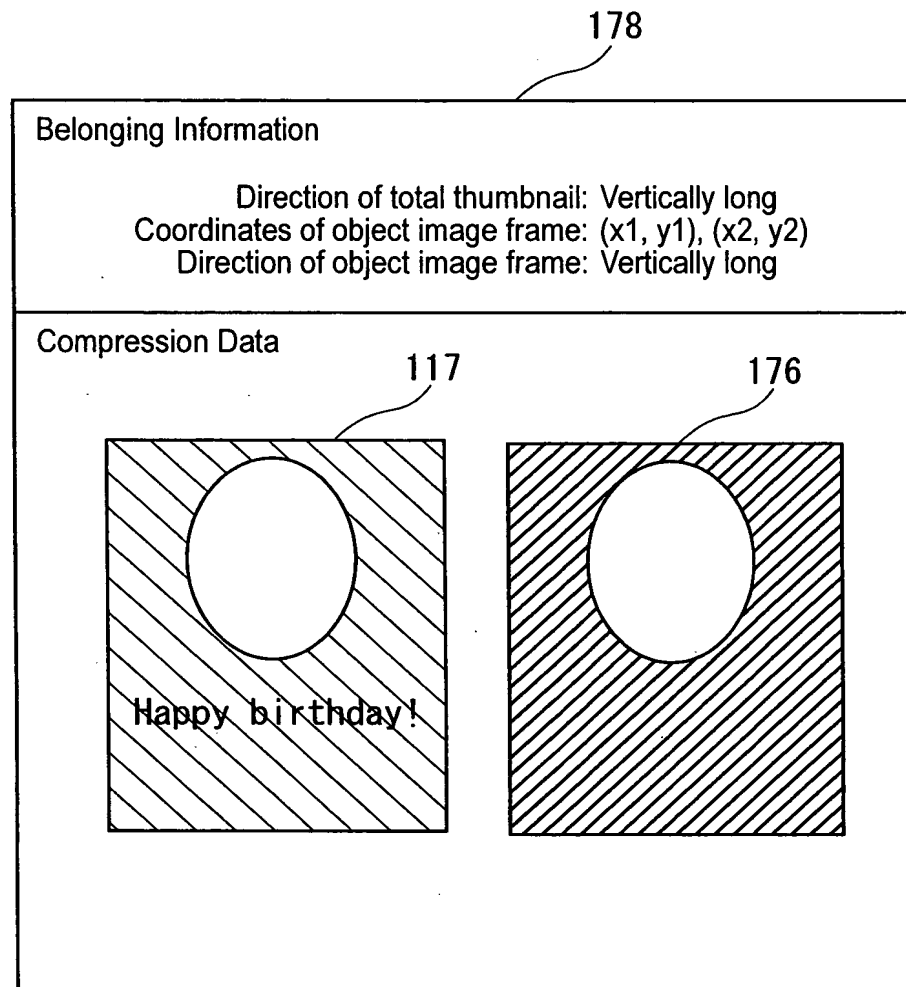 178
Belonging Information
Direction of total thumbnail: Vertically long
Coordinates of object image frame: (x1, y1), (x2, y2)
Direction of object image frame: Vertically long
Compression Data
117
176
Happy birthday!